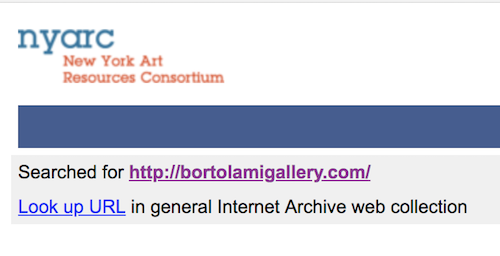 nyarc
New York Art
Resources Consortium
Searched for http://bortolamigallery.com/
Look up URL in general Internet Archive web collection